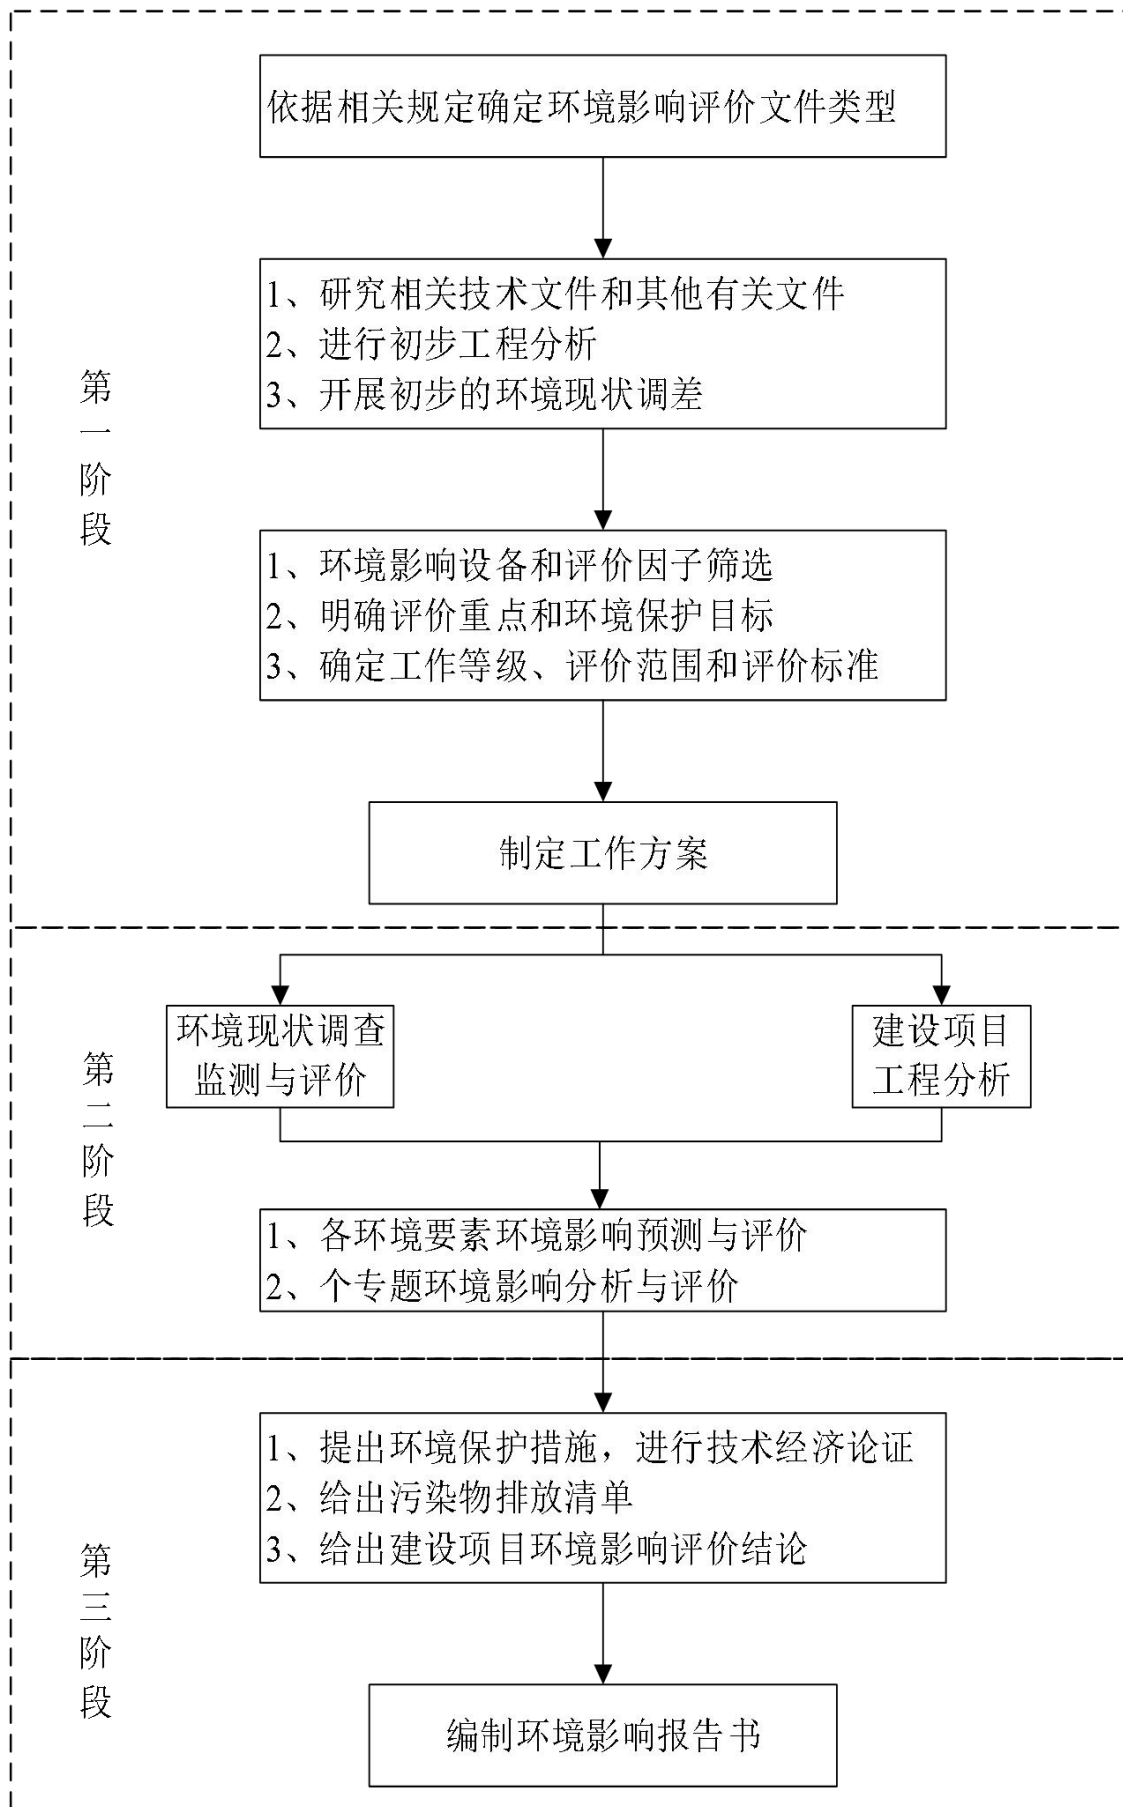 依据相关规定确定环境影响评价文件类型
1、研究相关技术文件和其他有关文件
2、进行初步工程分析
3、开展初步的环境现状调差
第一阶段
1、环境影响设备和评价因子筛选
2、明确评价重点和环境保护目标
3、确定工作等级、评价范围和评价标准
制定工作方案
环境现状调查
监测与评价
建设项目
工程分析
第二阶段
1、各环境要素环境影响预测与评价
2、个专题环境影响分析与评价
1、提出环境保护措施，进行技术经济论证
2、给出污染物排放清单
3、给出建设项目环境影响评价结论
第三阶段
编制环境影响报告书